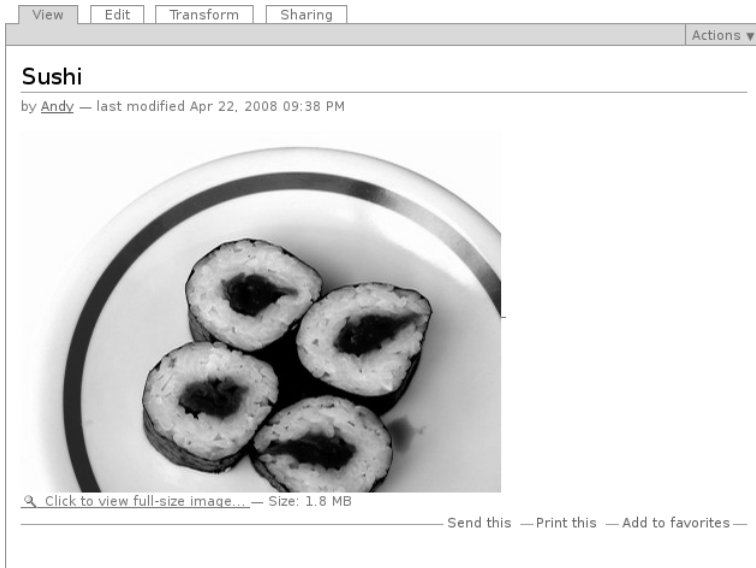 View Edit Transform Sharing
Actions ▼
Sushi
by Andy — last modified Apr 22, 2008 09:38 PM
Click to view full-size image... — Size: 1.8 MB
Send this — Print this — Add to favorites —